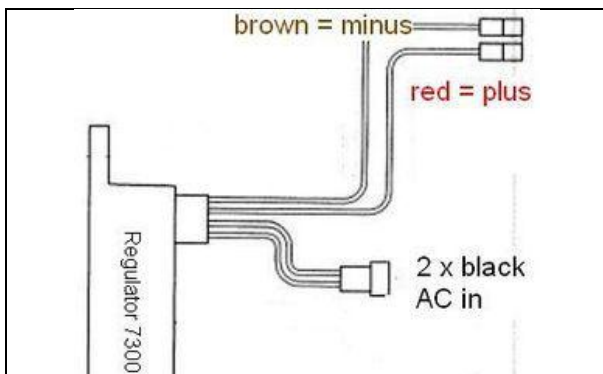 brown = minus
red = plus
2 x black
AC in
Regulator 7300